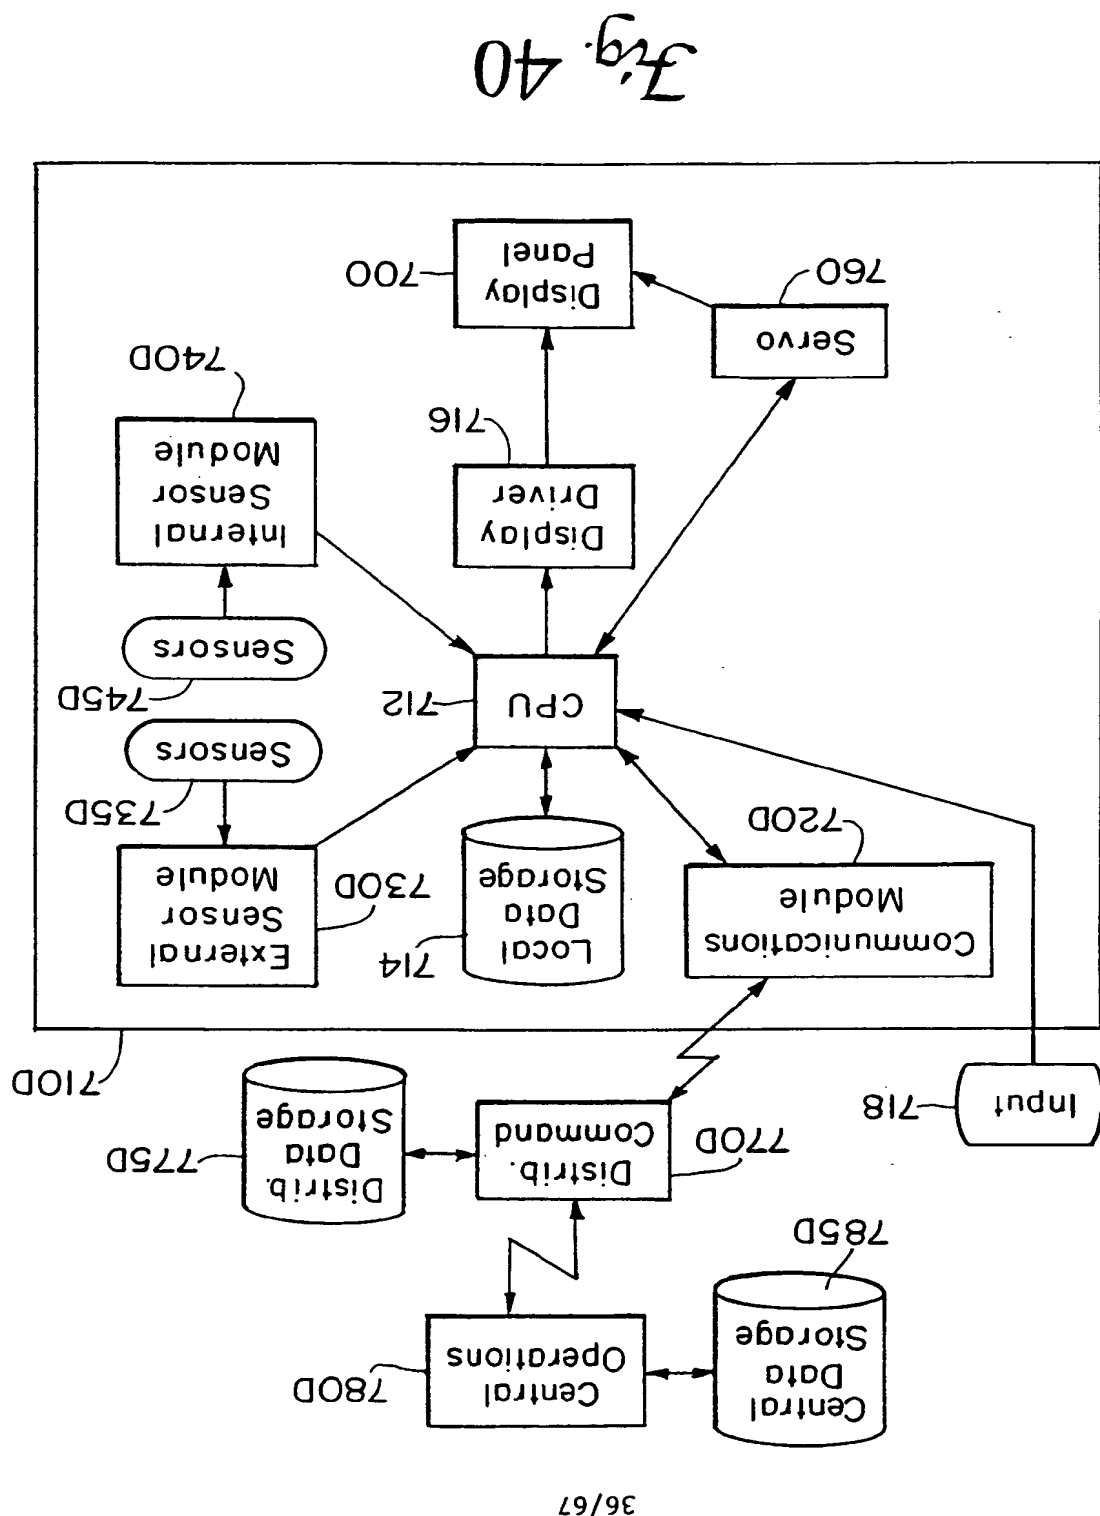 36/67
Central
Data
Storage
785D
Central
Operations
780D
Distrib.
Command
770D
Distrib.
Data
Storage
775D
Input
718
710D
Communications
Module
720D
Local
Data
Storage
714
External
Sensor
Module
730D
Sensors
735D
CPU
712
Sensors
745D
Internal
Sensor
Module
740D
Display
Driver
716
Servo
760
Display
Panel
700
Fig. 40